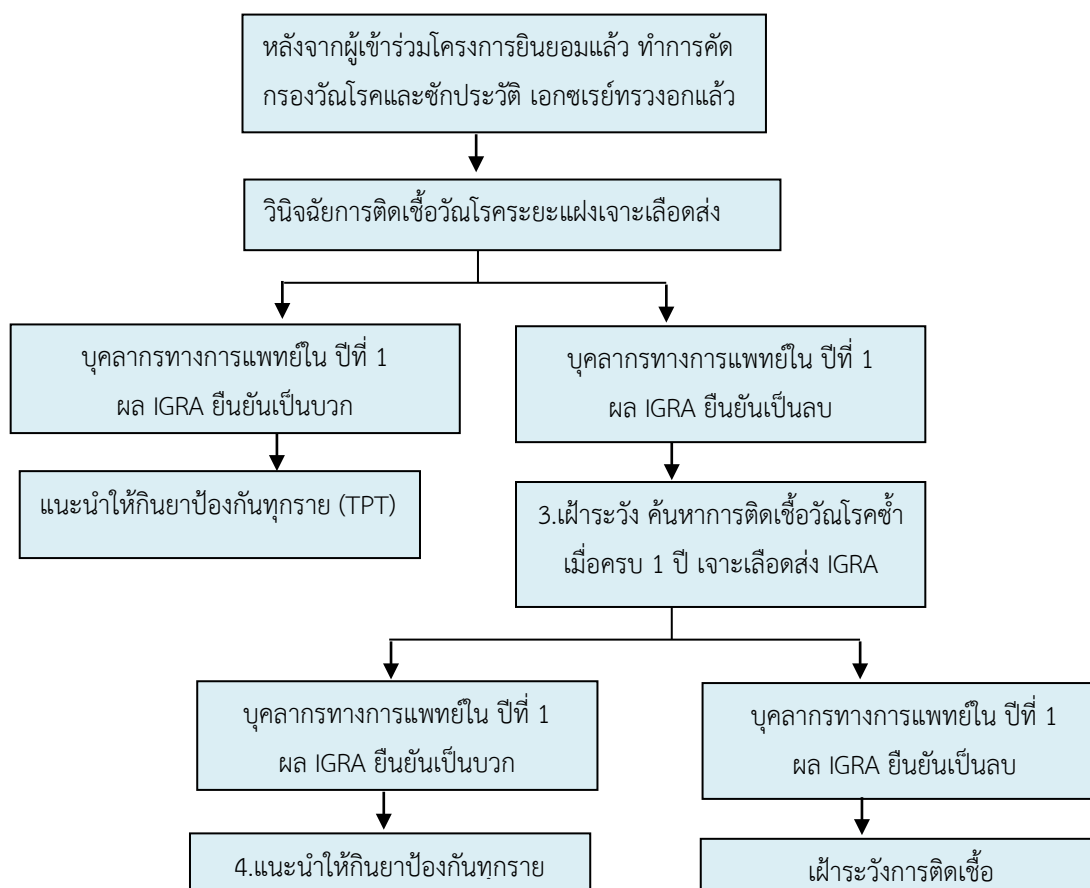 หลังจากผู้เข้าร่วมโครงการยินยอมแล้ว ทำการคัด
กรองวัณโรคและซักประวัติ เอกซเรย์ทรวงอกแล้ว
วินิจฉัยการติดเชื้อวัณโรคระยะแฝงเจาะเลือดส่ง
บุคลากรทางการแพทย์ใน ปีที่ 1
ผล IGRA ยืนยันเป็นบวก
บุคลากรทางการแพทย์ใน ปีที่ 1
ผล IGRA ยืนยันเป็นลบ
แนะนำให้กินยาป้องกันทุกราย (TPT)
3.เฝ้าระวัง ค้นหาการติดเชื้อวัณโรคซ้ำ
เมื่อครบ 1 ปี เจาะเลือดส่ง IGRA
บุคลากรทางการแพทย์ใน ปีที่ 1
ผล IGRA ยืนยันเป็นบวก
บุคลากรทางการแพทย์ใน ปีที่ 1
ผล IGRA ยืนยันเป็นลบ
4.แนะนำให้กินยาป้องกันทุกราย
เฝ้าระวังการติดเชื้อ